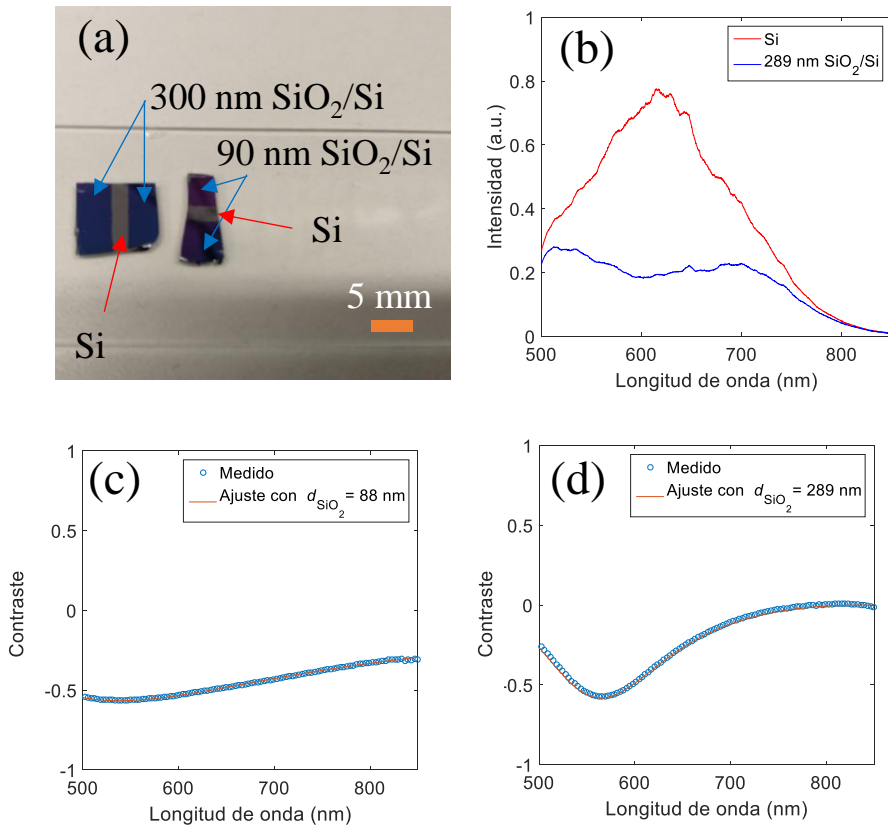 (a)
300 nm SiO₂/Si
90 nm SiO₂/Si
Si
5 mm
Si
(b)
Si
289 nm SiO₂/Si
Intensidad (a.u.)
1
0.8
0.6
0.4
0.2
0
500
600
700
800
Longitud de onda (nm)
(c)
Medido
Ajuste con d_SiO₂ = 88 nm
Contraste
1
0.5
0
-0.5
-1
500
600
700
800
Longitud de onda (nm)
(d)
Medido
Ajuste con d_SiO₂ = 289 nm
Contraste
1
0.5
0
-0.5
-1
500
600
700
800
Longitud de onda (nm)